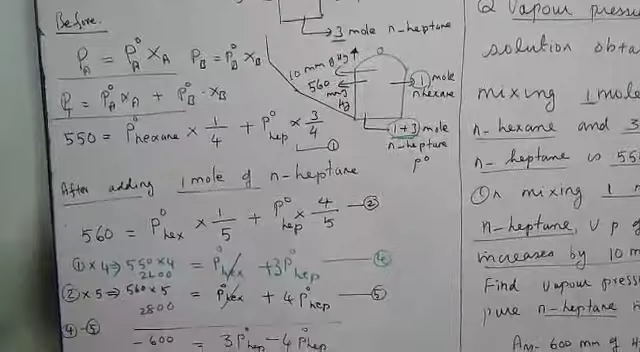 Before.
→ 3 mole n-heptane
P_A = P°_A X_A   P_B = P°_B X_B
P_T = P°_A X_A + P°_B · X_B
550 = P°hexane × 1/4 + P°hep × 3/4 —①
10 mm of Hg ↑
560 mm Hg
→ ① mole n hexane
→ (1+3) mole n-heptane
P°
After adding 1 mole of n-heptane
560 = P°hex × 1/5 + P°hep × 4/5 —②
① × 4 ⇒ 550 × 4 = P°hex + 3P°hep —④
2200
② × 5 ⇒ 560 × 5 = P°hex + 4P°hep —⑤
2800
④-⑤
-600 = 3P°hep - 4P°hep
Q Vapour pressu
solution obta
mixing 1 mole
n-hexane and 3
n-heptane is 55
On mixing 1
n-heptane, V p of
increases by 10 m
Find vapour press
pure n-heptane
Ans- 600 mm of H